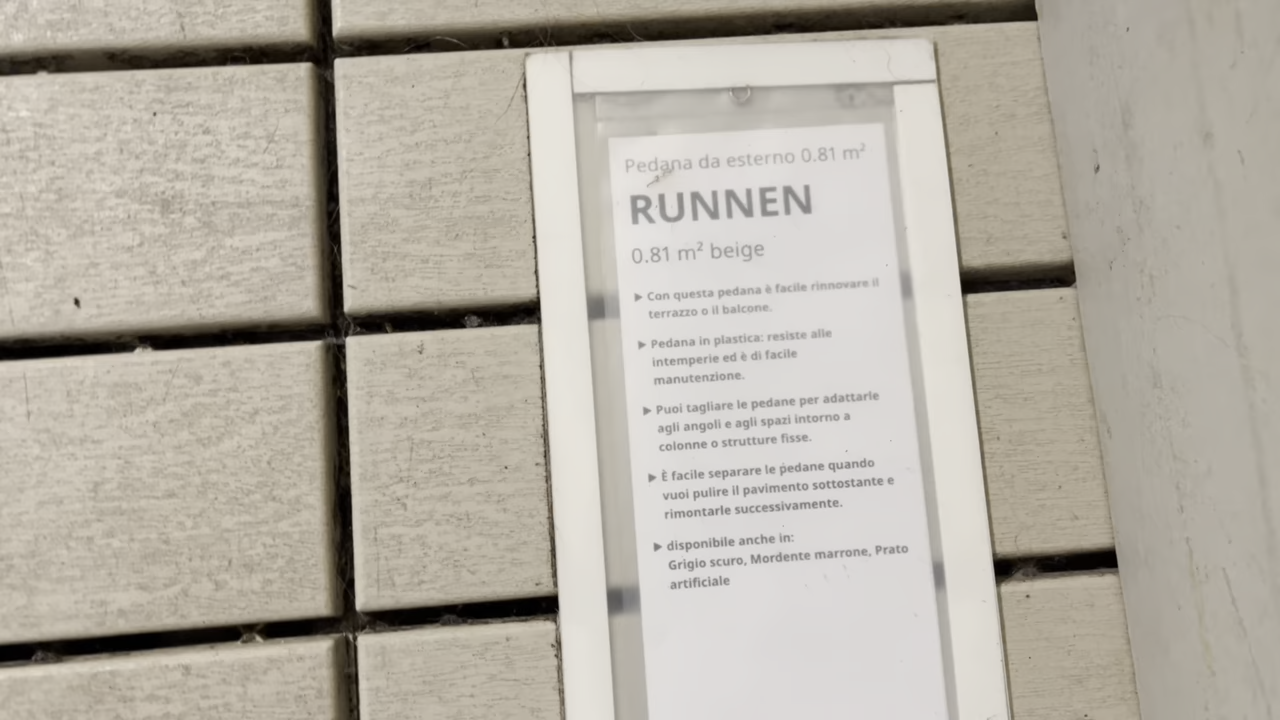 Pedana da esterno 0.81 m²
RUNNEN
0.81 m² beige
▶ Con questa pedana è facile rinnovare il
terrazzo o il balcone.
▶ Pedana in plastica: resiste alle
intemperie ed è di facile
manutenzione.
▶ Puoi tagliare le pedane per adattarle
agli angoli e agli spazi intorno a
colonne o strutture fisse.
▶ È facile separare le pedane quando
vuoi pulire il pavimento sottostante e
rimontarle successivamente.
▶ disponibile anche in:
Grigio scuro, Mordente marrone, Prato
artificiale